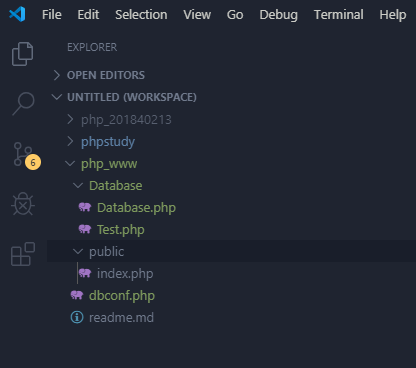 File Edit Selection View Go Debug Terminal Help
EXPLORER
OPEN EDITORS
UNTITLED (WORKSPACE)
php_201840213
phpstudy
6
php_www
Database
Database.php
Test.php
public
index.php
dbconf.php
readme.md